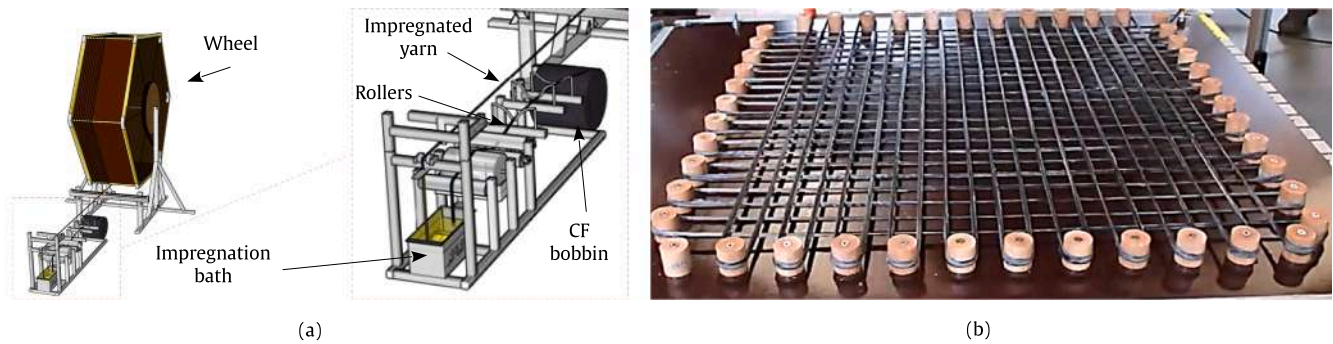 Wheel
Impregnation
bath
Impregnated
yarn
Rollers
CF
bobbin
(a)
(b)